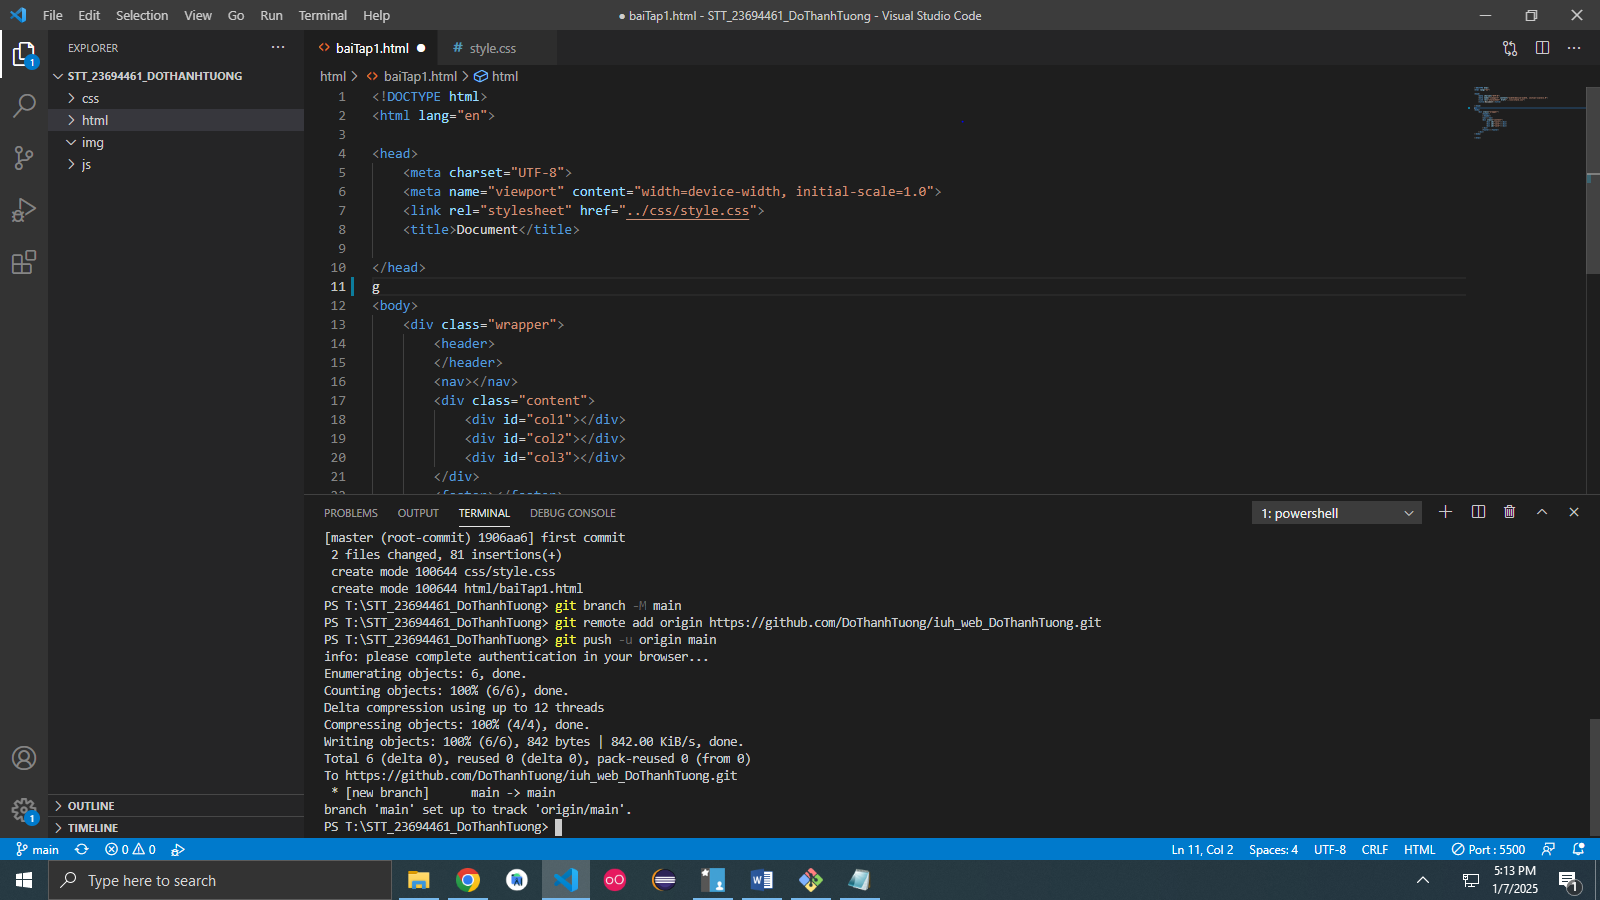 File Edit Selection View Go Run Terminal Help
● baiTap1.html - STT_23694461_DoThanhTuong - Visual Studio Code
EXPLORER
STT_23694461_DOTHANHTUONG
css
html
img
js
OUTLINE
TIMELINE
1
1
baiTap1.html
# style.css
html > baiTap1.html > html
1 <!DOCTYPE html>
2 <html lang="en">
3
4 <head>
5 <meta charset="UTF-8">
6 <meta name="viewport" content="width=device-width, initial-scale=1.0">
7 <link rel="stylesheet" href="../css/style.css">
8 <title>Document</title>
9
10 </head>
11 g
12 <body>
13 <div class="wrapper">
14 <header>
15 </header>
16 <nav></nav>
17 <div class="content">
18 <div id="col1"></div>
19 <div id="col2"></div>
20 <div id="col3"></div>
21 </div>
PROBLEMS OUTPUT TERMINAL DEBUG CONSOLE
1: powershell
[master (root-commit) 1906aa6] first commit
2 files changed, 81 insertions(+)
create mode 100644 css/style.css
create mode 100644 html/baiTap1.html
PS T:\STT_23694461_DoThanhTuong> git branch -M main
PS T:\STT_23694461_DoThanhTuong> git remote add origin https://github.com/DoThanhTuong/iuh_web_DoThanhTuong.git
PS T:\STT_23694461_DoThanhTuong> git push -u origin main
info: please complete authentication in your browser...
Enumerating objects: 6, done.
Counting objects: 100% (6/6), done.
Delta compression using up to 12 threads
Compressing objects: 100% (4/4), done.
Writing objects: 100% (6/6), 842 bytes | 842.00 KiB/s, done.
Total 6 (delta 0), reused 0 (delta 0), pack-reused 0 (from 0)
To https://github.com/DoThanhTuong/iuh_web_DoThanhTuong.git
* [new branch] main -> main
branch 'main' set up to track 'origin/main'.
PS T:\STT_23694461_DoThanhTuong>
main 0 0
Ln 11, Col 2 Spaces: 4 UTF-8 CRLF HTML Port : 5500
Type here to search
5:13 PM
1/7/2025
1